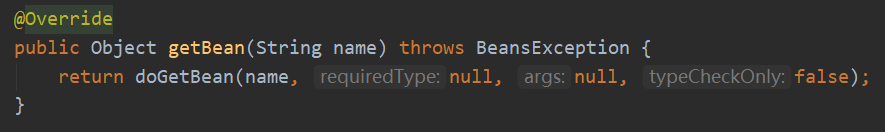 @Override
public Object getBean(String name) throws BeansException {
return doGetBean(name, requiredType: null, args: null, typeCheckOnly: false);
}